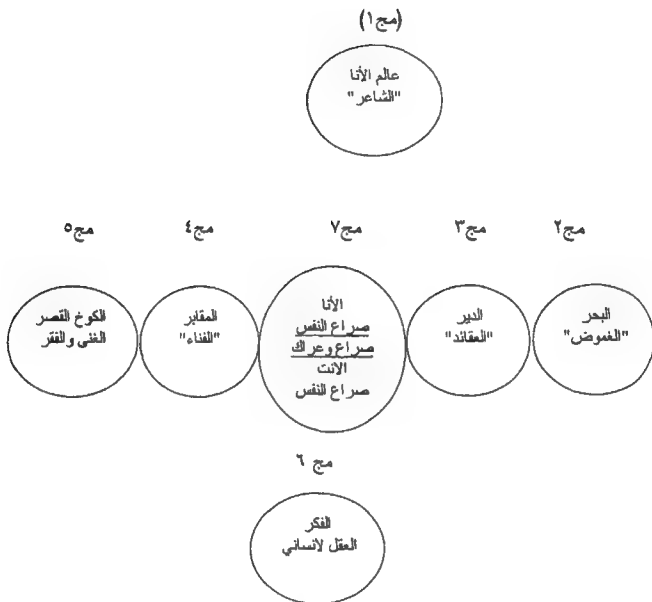 (مج١)
عالم الأنا
"الشاعر"
مج٢
مج٣
مج٧
مج٤
مج٥
البحر
"الغموض"
الدير
"العقائد"
الأنا
صراع النفس
صراع وعراك
الانت
صراع النفس
المقابر
"الفناء"
الكوخ القصر
الغنى والفقر
مج ٦
الفكر
العقل لانساني